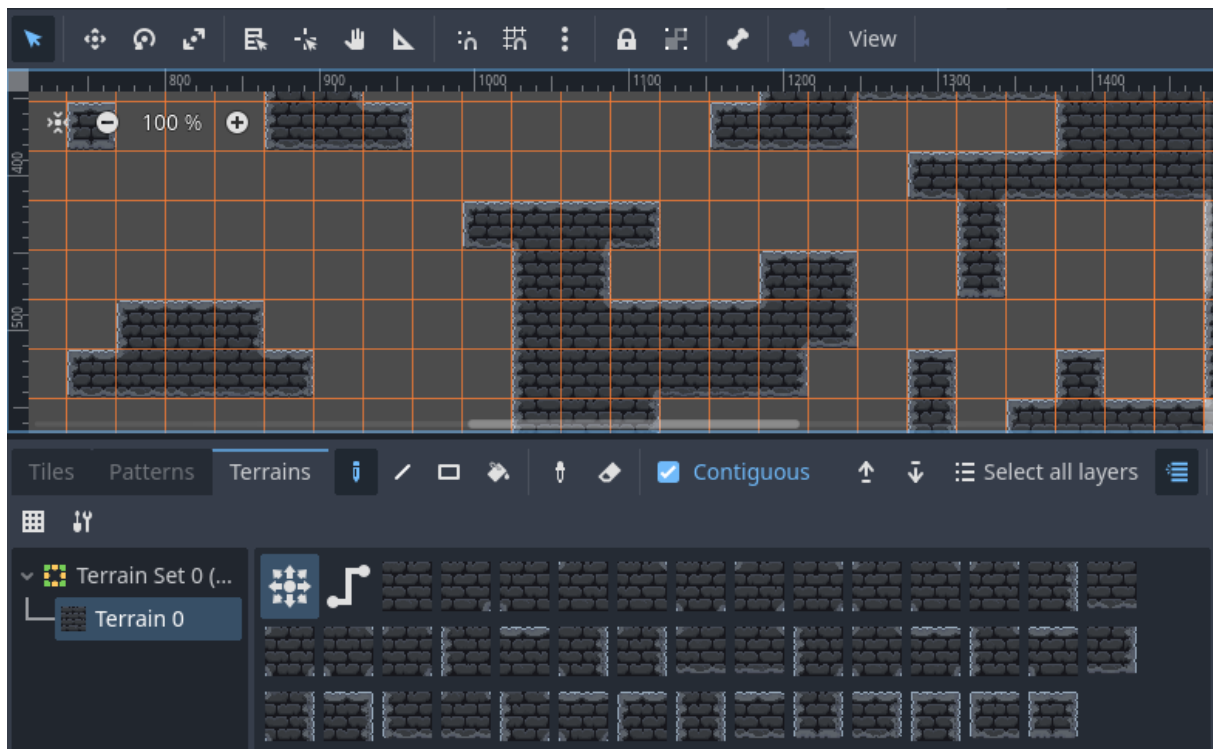 View
800 900 1000 1100 1200 1300 1400
100 %
400
500
Tiles Patterns Terrains Contiguous Select all layers
Terrain Set 0 (...
Terrain 0